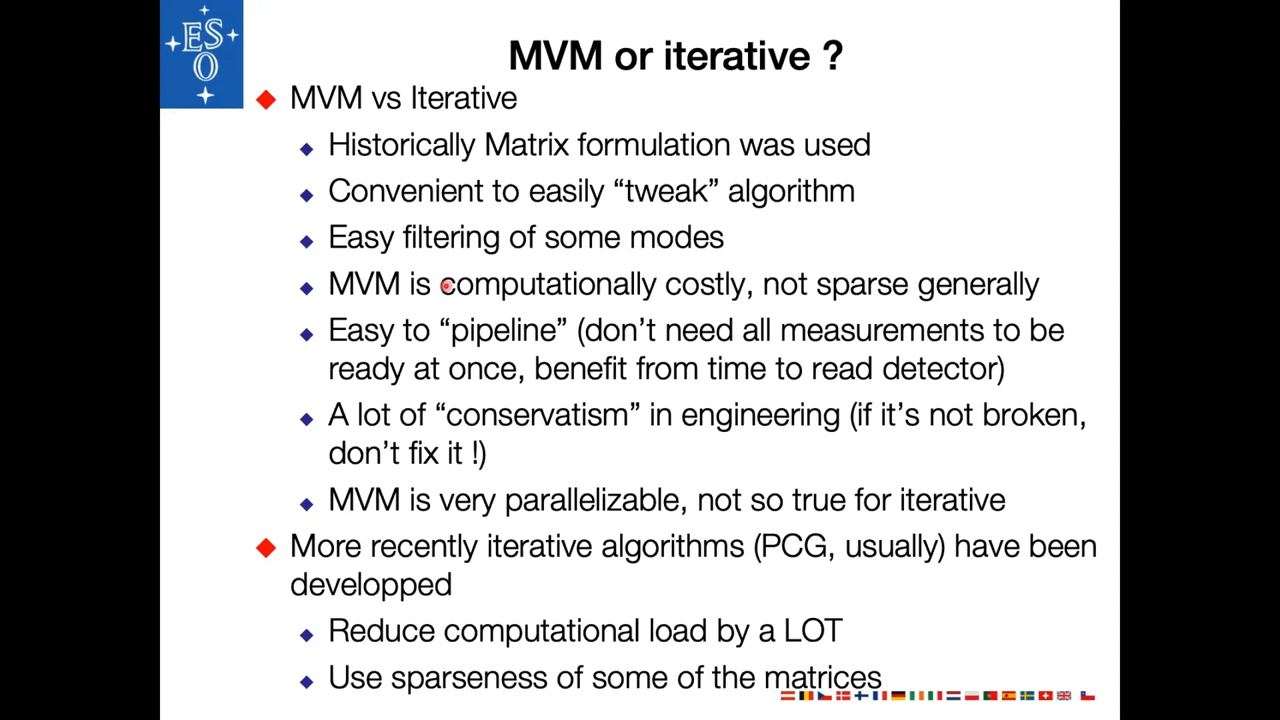 ES
O
MVM or iterative ?
MVM vs Iterative
Historically Matrix formulation was used
Convenient to easily “tweak” algorithm
Easy filtering of some modes
MVM is computationally costly, not sparse generally
Easy to “pipeline” (don’t need all measurements to be
ready at once, benefit from time to read detector)
A lot of “conservatism” in engineering (if it’s not broken,
don’t fix it !)
MVM is very parallelizable, not so true for iterative
More recently iterative algorithms (PCG, usually) have been
developped
Reduce computational load by a LOT
Use sparseness of some of the matrices